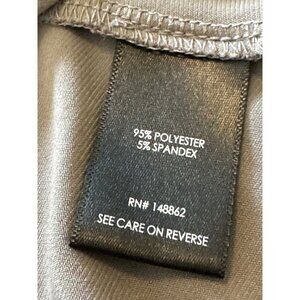 95% POLYESTER
5% SPANDEX
RN# 148862
SEE CARE ON REVERSE